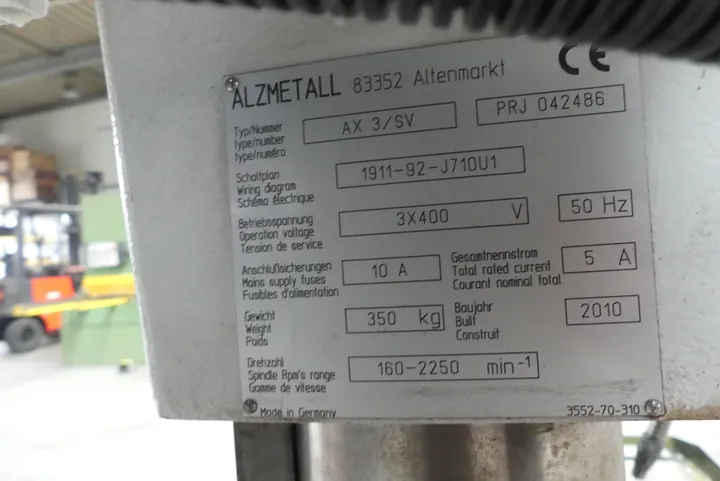 ALZMETALL 83352 Altenmarkt CE
Typ/Nummer
type/number
type/numéro
AX 3/SV
PRJ 042486
Schaltplan
Wiring diagram
Schéma électrique
1911-92-J710U1
Betriebsspannung
Operation voltage
Tension de service
3X400 V
50 Hz
Anschlußsicherungen
Mains supply fuses
Fusibles d'alimentation
10 A
Gesamtnennstrom
Total rated current
Courant nominal total
5 A
Gewicht
Weight
Poids
350 kg
Baujahr
Built
Construit
2010
Drehzahl
Spindle Rpm's range
Gamme de vitesse
160-2250 min-1
Made in Germany
3552-70-310